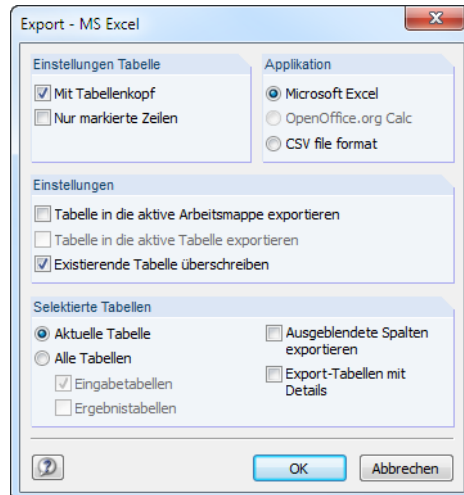 Export - MS Excel
Einstellungen Tabelle
Mit Tabellenkopf
Nur markierte Zeilen
Applikation
Microsoft Excel
OpenOffice.org Calc
CSV file format
Einstellungen
Tabelle in die aktive Arbeitsmappe exportieren
Tabelle in die aktive Tabelle exportieren
Existierende Tabelle überschreiben
Selektierte Tabellen
Aktuelle Tabelle
Alle Tabellen
Eingabetabellen
Ergebnistabellen
Ausgeblendete Spalten
exportieren
Export-Tabellen mit
Details
OK
Abbrechen